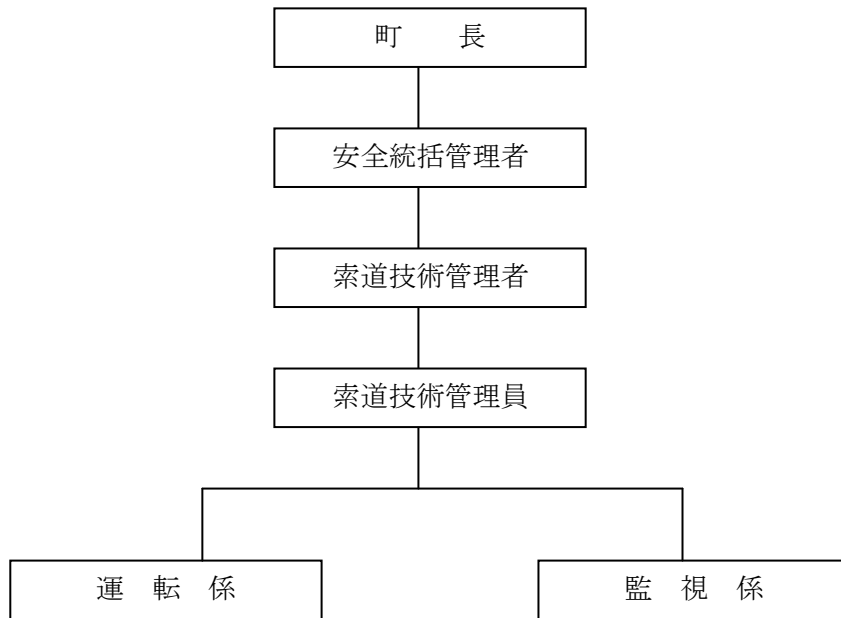 町　　長
安全統括管理者
索道技術管理者
索道技術管理員
運　転　係
監　視　係